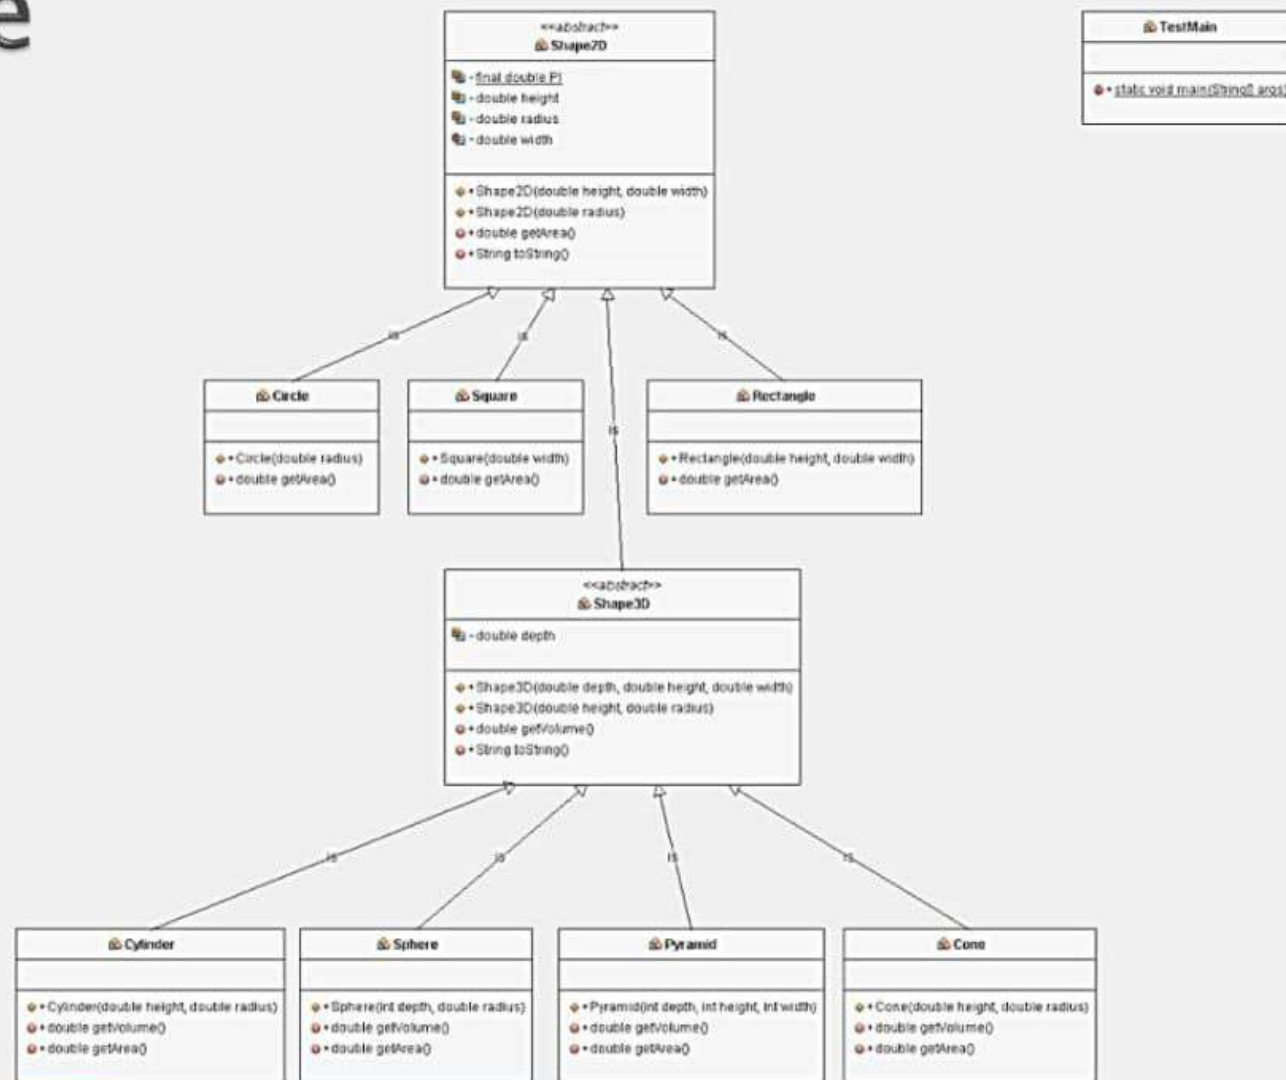 e
<<abstract>>
Shape2D
- final double PI
- double height
- double radius
- double width
+ Shape2D(double height, double width)
+ Shape2D(double radius)
+ double getArea()
+ String toString()
TestMain
+ static void main(String[] args)
is
is
is
is
Circle
+ Circle(double radius)
+ double getArea()
Square
+ Square(double width)
+ double getArea()
Rectangle
+ Rectangle(double height, double width)
+ double getArea()
<<abstract>>
Shape3D
- double depth
+ Shape3D(double depth, double height, double width)
+ Shape3D(double height, double radius)
+ double getVolume()
+ String toString()
is
is
is
is
Cylinder
+ Cylinder(double height, double radius)
+ double getVolume()
+ double getArea()
Sphere
+ Sphere(int depth, double radius)
+ double getVolume()
+ double getArea()
Pyramid
+ Pyramid(int depth, int height, int width)
+ double getVolume()
+ double getArea()
Cone
+ Cone(double height, double radius)
+ double getVolume()
+ double getArea()